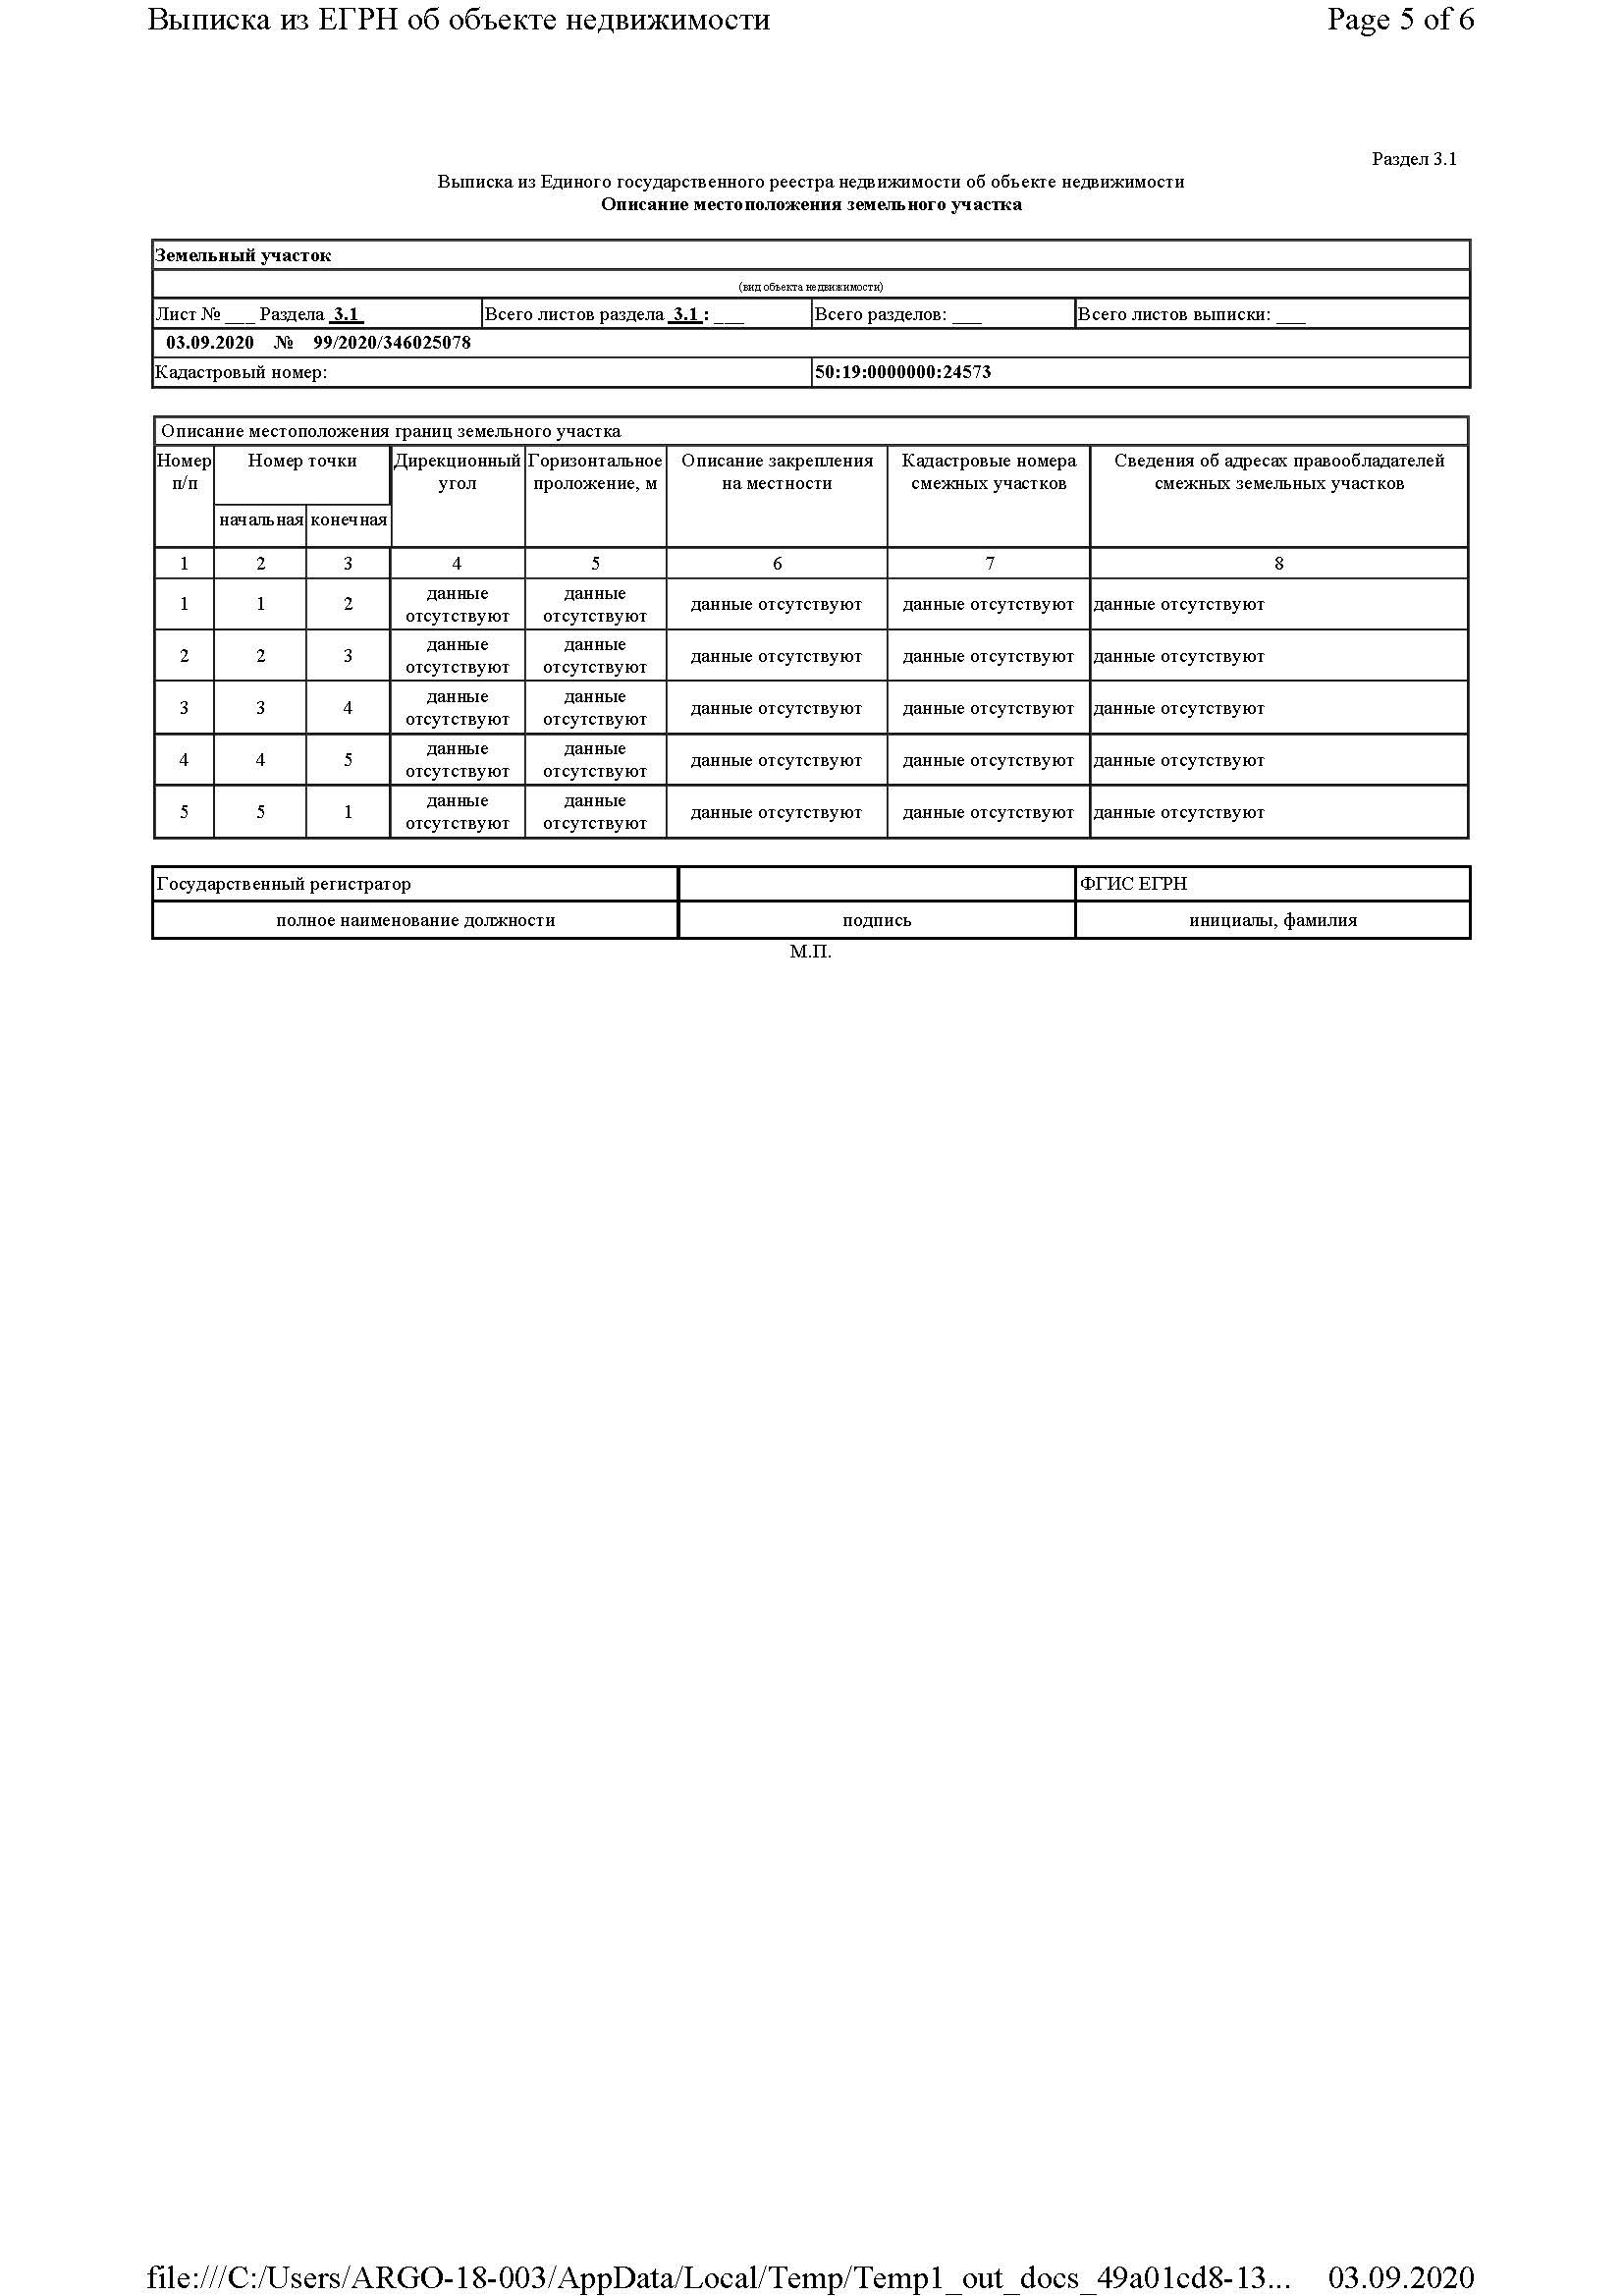 Выписка из ЕГРН об объекте недвижимости Page 5 of 6
Раздел 3.1
Выписка из Единого государственного реестра недвижимости об объекте недвижимости
Описание местоположения земельного участка
Земельный участок
(вид объекта недвижимости)
Лист № ___ Раздела 3.1 Всего листов раздела 3.1 : ___ Всего разделов: ___ Всего листов выписки: ___
03.09.2020 № 99/2020/346025078
Кадастровый номер: 50:19:0000000:24573
Описание местоположения границ земельного участка
Номер Номер точки Дирекционный Горизонтальное Описание закрепления Кадастровые номера Сведения об адресах правообладателей
п/п угол проложение, м на местности смежных участков смежных земельных участков
начальная конечная
1 2 3 4 5 6 7 8
данные данные
1 1 2 данные отсутствуют данные отсутствуют данные отсутствуют
отсутствуют отсутствуют
данные данные
2 2 3 данные отсутствуют данные отсутствуют данные отсутствуют
отсутствуют отсутствуют
данные данные
3 3 4 данные отсутствуют данные отсутствуют данные отсутствуют
отсутствуют отсутствуют
данные данные
4 4 5 данные отсутствуют данные отсутствуют данные отсутствуют
отсутствуют отсутствуют
данные данные
5 5 1 данные отсутствуют данные отсутствуют данные отсутствуют
отсутствуют отсутствуют
Государственный регистратор ФГИС ЕГРН
полное наименование должности подпись инициалы, фамилия
М.П.
file:///C:/Users/ARGO-18-003/AppData/Local/Temp/Temp1_out_docs_49a01cd8-13... 03.09.2020